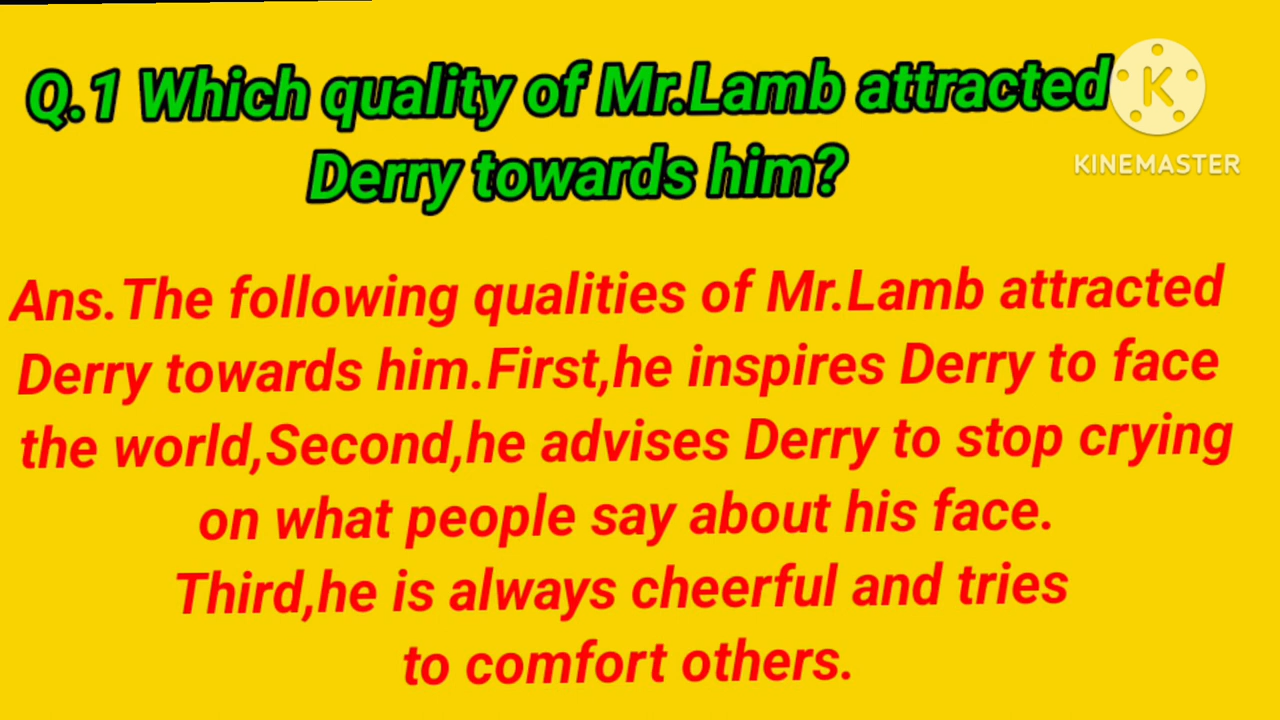 Q.1 Which quality of Mr.Lamb attracted
Derry towards him?
K
KINEMASTER
Ans.The following qualities of Mr.Lamb attracted
Derry towards him.First,he inspires Derry to face
the world,Second,he advises Derry to stop crying
on what people say about his face.
Third,he is always cheerful and tries
to comfort others.